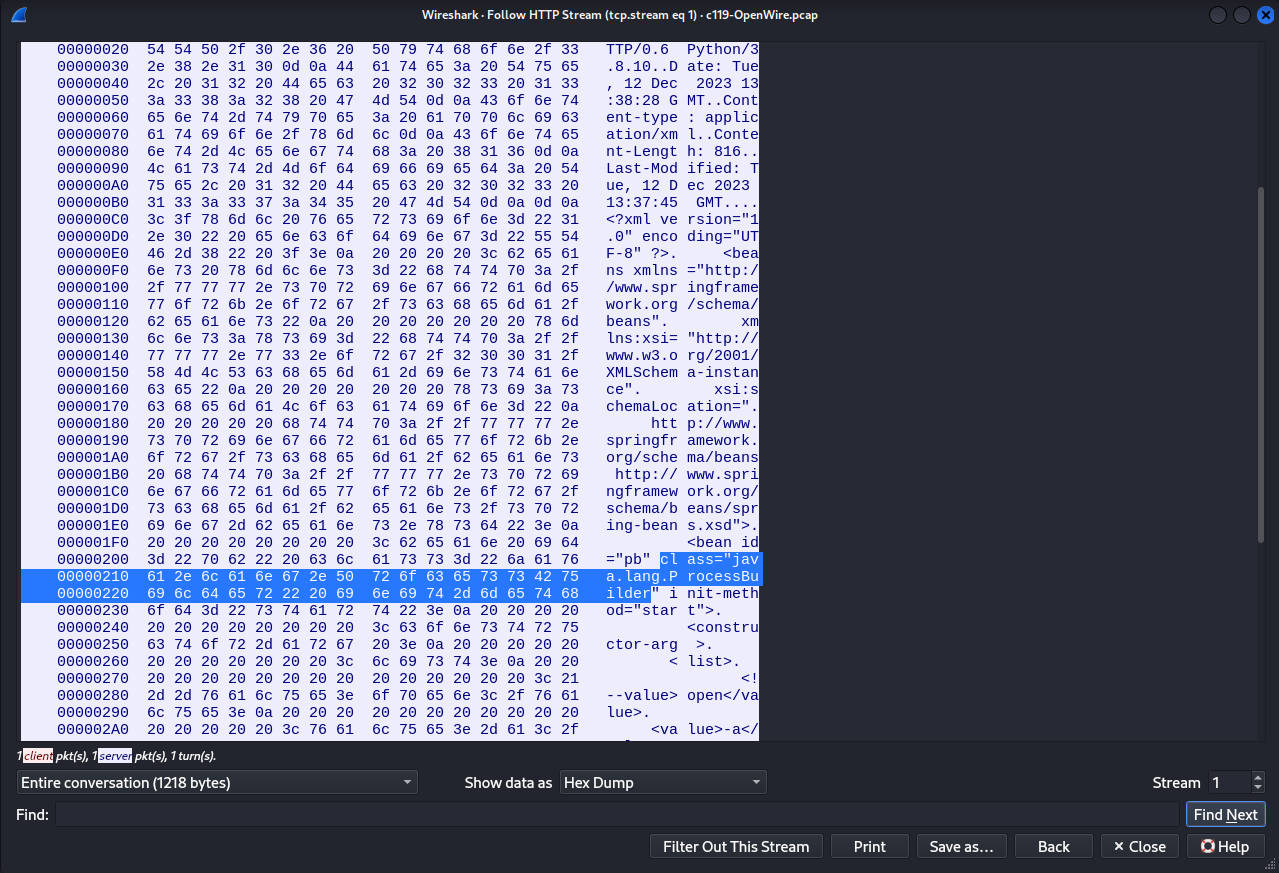 Wireshark · Follow HTTP Stream (tcp.stream eq 1) · c119-OpenWire.pcap
00000020  54 54 50 2f 30 2e 36 20  50 79 74 68 6f 6e 2f 33   TTP/0.6  Python/3
00000030  2e 38 2e 31 30 0d 0a 44  61 74 65 3a 20 54 75 65   .8.10..D ate: Tue
00000040  2c 20 31 32 20 44 65 63  20 32 30 32 33 20 31 33   , 12 Dec  2023 13
00000050  3a 33 38 3a 32 38 20 47  4d 54 0d 0a 43 6f 6e 74   :38:28 G MT..Cont
00000060  65 6e 74 2d 74 79 70 65  3a 20 61 70 70 6c 69 63   ent-type : applic
00000070  61 74 69 6f 6e 2f 78 6d  6c 0d 0a 43 6f 6e 74 65   ation/xm l..Conte
00000080  6e 74 2d 4c 65 6e 67 74  68 3a 20 38 31 36 0d 0a   nt-Lengt h: 816..
00000090  4c 61 73 74 2d 4d 6f 64  69 66 69 65 64 3a 20 54   Last-Mod ified: T
000000A0  75 65 2c 20 31 32 20 44  65 63 20 32 30 32 33 20   ue, 12 D ec 2023
000000B0  31 33 3a 33 37 3a 34 35  20 47 4d 54 0d 0a 0d 0a   13:37:45  GMT....
000000C0  3c 3f 78 6d 6c 20 76 65  72 73 69 6f 6e 3d 22 31   <?xml ve rsion="1
000000D0  2e 30 22 20 65 6e 63 6f  64 69 6e 67 3d 22 55 54   .0" enco ding="UT
000000E0  46 2d 38 22 20 3f 3e 0a  20 20 20 20 3c 62 65 61   F-8" ?>.     <bea
000000F0  6e 73 20 78 6d 6c 6e 73  3d 22 68 74 74 70 3a 2f   ns xmlns ="http:/
00000100  2f 77 77 77 2e 73 70 72  69 6e 67 66 72 61 6d 65   /www.spr ingframe
00000110  77 6f 72 6b 2e 6f 72 67  2f 73 63 68 65 6d 61 2f   work.org /schema/
00000120  62 65 61 6e 73 22 0a 20  20 20 20 20 20 20 78 6d   beans".        xm
00000130  6c 6e 73 3a 78 73 69 3d  22 68 74 74 70 3a 2f 2f   lns:xsi= "http://
00000140  77 77 77 2e 77 33 2e 6f  72 67 2f 32 30 30 31 2f   www.w3.o rg/2001/
00000150  58 4d 4c 53 63 68 65 6d  61 2d 69 6e 73 74 61 6e   XMLSchem a-instan
00000160  63 65 22 0a 20 20 20 20  20 20 20 78 73 69 3a 73   ce".         xsi:s
00000170  63 68 65 6d 61 4c 6f 63  61 74 69 6f 6e 3d 22 0a   chemaLoc ation=".
00000180  20 20 20 20 20 68 74 74  70 3a 2f 2f 77 77 77 2e        htt p://www.
00000190  73 70 72 69 6e 67 66 72  61 6d 65 77 6f 72 6b 2e   springfr amework.
000001A0  6f 72 67 2f 73 63 68 65  6d 61 2f 62 65 61 6e 73   org/sche ma/beans
000001B0  20 68 74 74 70 3a 2f 2f  77 77 77 2e 73 70 72 69    http:// www.spri
000001C0  6e 67 66 72 61 6d 65 77  6f 72 6b 2e 6f 72 67 2f   ngframew ork.org/
000001D0  73 63 68 65 6d 61 2f 62  65 61 6e 73 2f 73 70 72   schema/b eans/spr
000001E0  69 6e 67 2d 62 65 61 6e  73 2e 78 73 64 22 3e 0a   ing-bean s.xsd">.
000001F0  20 20 20 20 20 20 20 20  3c 62 65 61 6e 20 69 64            <bean id
00000200  3d 22 70 62 22 20 63 6c  61 73 73 3d 22 6a 61 76   ="pb" cl ass="jav
00000210  61 2e 6c 61 6e 67 2e 50  72 6f 63 65 73 73 42 75   a.lang.P rocessBu
00000220  69 6c 64 65 72 22 20 69  6e 69 74 2d 6d 65 74 68   ilder" i nit-meth
00000230  6f 64 3d 22 73 74 61 72  74 22 3e 0a 20 20 20 20   od="star t">.
00000240  20 20 20 20 20 20 20 20  3c 63 6f 6e 73 74 72 75            <constru
00000250  63 74 6f 72 2d 61 72 67  20 3e 0a 20 20 20 20 20   ctor-arg  >.
00000260  20 20 20 20 20 20 20 3c  6c 69 73 74 3e 0a 20 20          < list>.
00000270  20 20 20 20 20 20 20 20  20 20 20 20 20 20 3c 21                  <!
00000280  2d 2d 76 61 6c 75 65 3e  6f 70 65 6e 3c 2f 76 61   --value> open</va
00000290  6c 75 65 3e 0a 20 20 20  20 20 20 20 20 20 20 20   lue>.
000002A0  20 20 20 20 20 3c 76 61  6c 75 65 3e 2d 61 3c 2f        <va lue>-a</
1 client pkt(s), 1 server pkt(s), 1 turn(s).
Entire conversation (1218 bytes) Show data as Hex Dump Stream 1
Find: Find Next
Filter Out This Stream Print Save as… Back Close Help